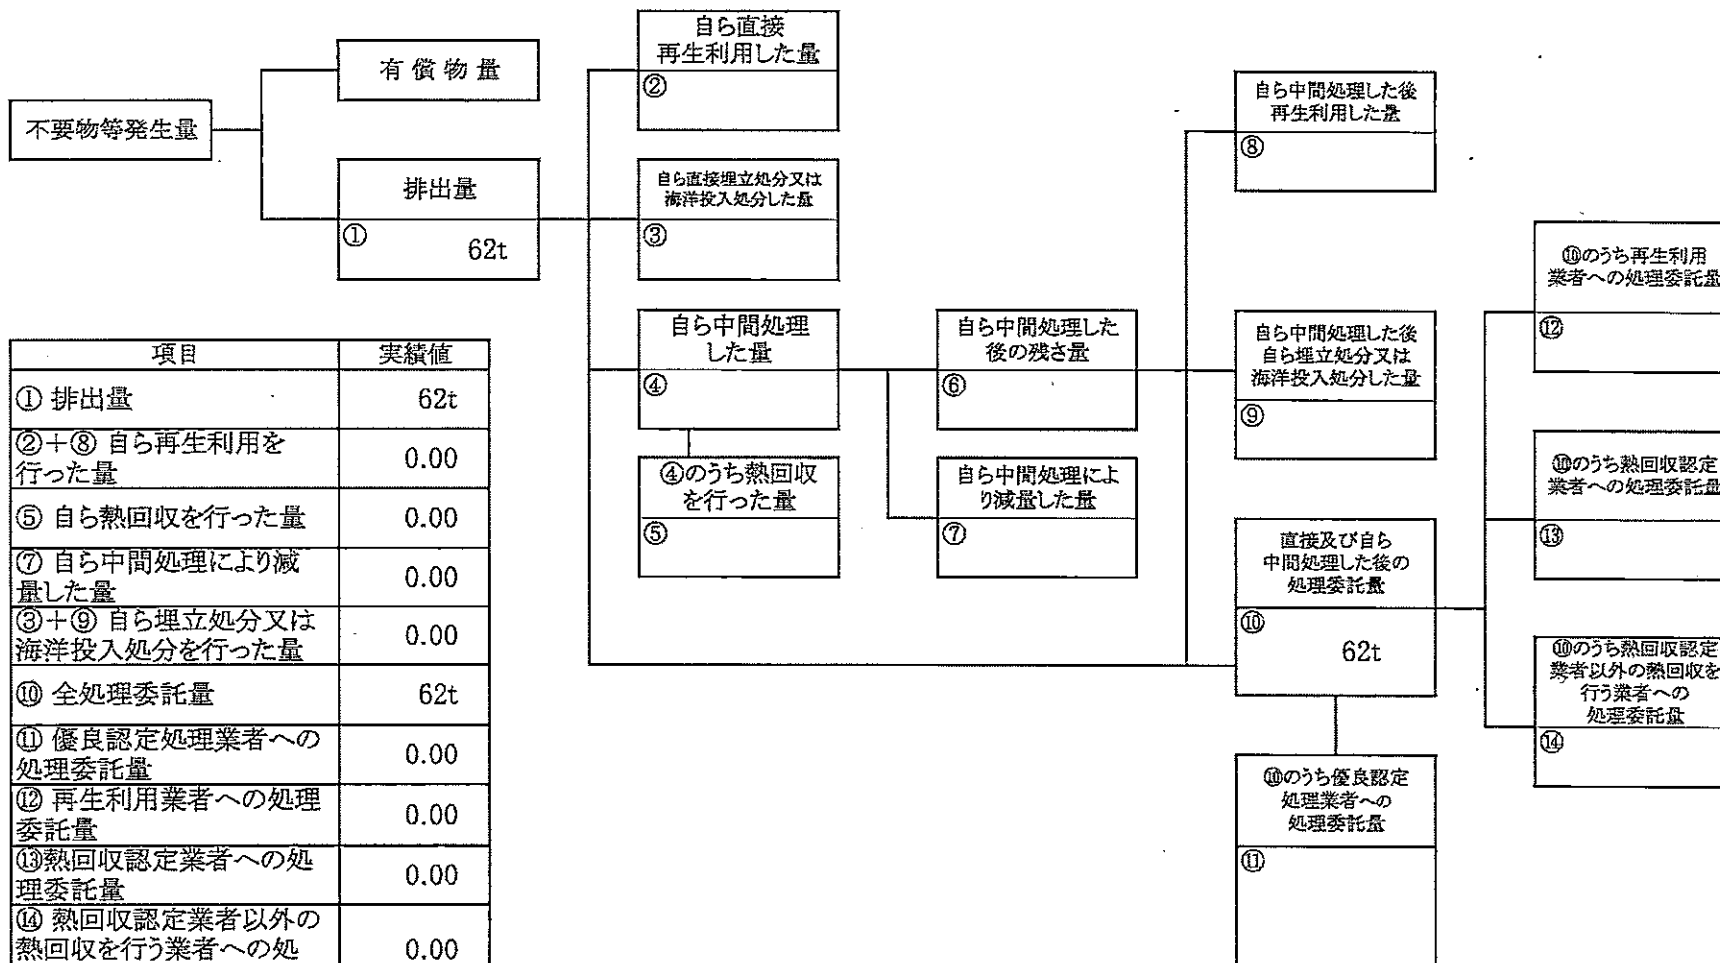 不要物等発生量
有償物量
排出量
①
62t
自ら直接
再生利用した量
②
自ら直接埋立処分又は
海洋投入処分した量
③
自ら中間処理
した量
④
④のうち熱回収
を行った量
⑤
自ら中間処理した
後の残さ量
⑥
自ら中間処理によ
り減量した量
⑦
自ら中間処理した後
再生利用した量
⑧
自ら中間処理した後
自ら埋立処分又は
海洋投入処分した量
⑨
直接及び自ら
中間処理した後の
処理委託量
⑩
62t
⑩のうち優良認定
処理業者への
処理委託量
⑪
⑩のうち再生利用
業者への処理委託量
⑫
⑩のうち熱回収認定
業者への処理委託量
⑬
⑩のうち熱回収認定
業者以外の熱回収を
行う業者への
処理委託量
⑭
項目 実績値
① 排出量 62t
②+⑧ 自ら再生利用を
行った量 0.00
⑤ 自ら熱回収を行った量 0.00
⑦ 自ら中間処理により減
量した量 0.00
③+⑨ 自ら埋立処分又は
海洋投入処分を行った量 0.00
⑩ 全処理委託量 62t
⑪ 優良認定処理業者への
処理委託量 0.00
⑫ 再生利用業者への処理
委託量 0.00
⑬熱回収認定業者への処
理委託量 0.00
⑭ 熱回収認定業者以外の
熱回収を行う業者への処 0.00